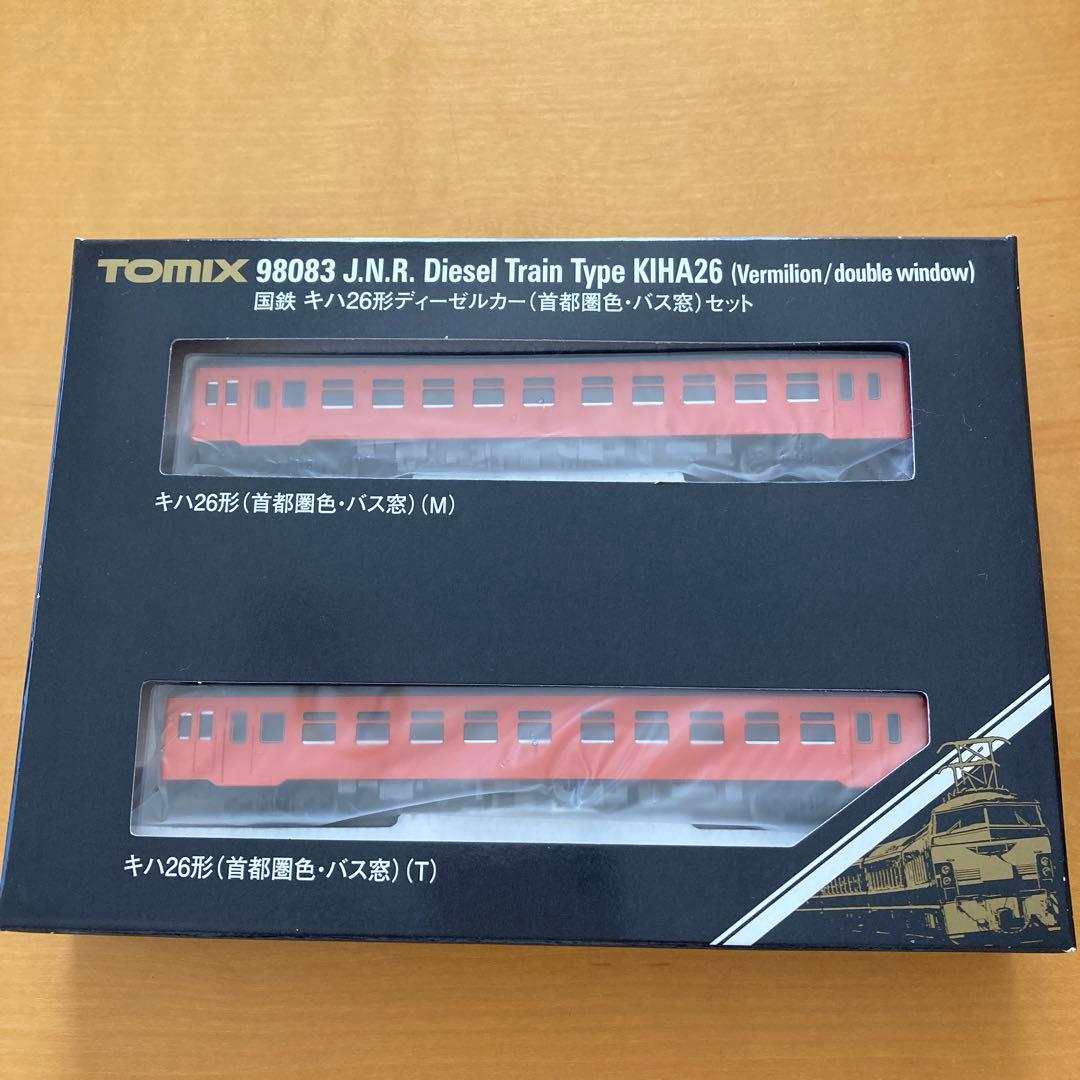 TOMIX 98083 J.N.R. Diesel Train Type KIHA26 (Vermilion/double window)
国鉄 キハ26形ディーゼルカー(首都圏色・バス窓)セット
キハ26形(首都圏色・バス窓)(M)
キハ26形(首都圏色・バス窓)(T)